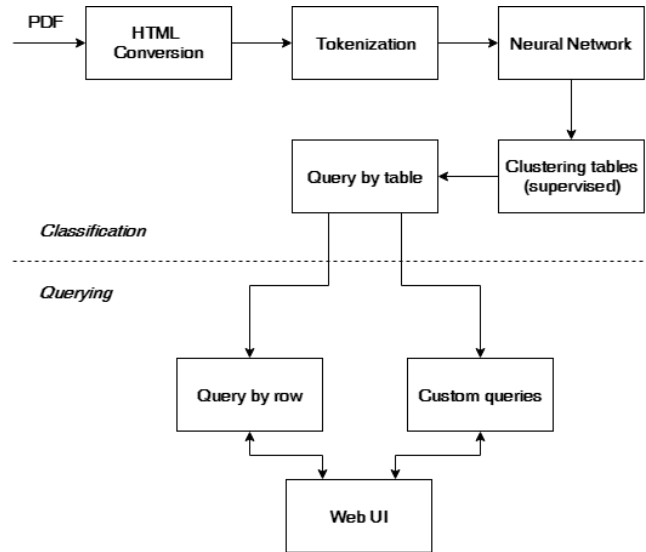 PDF
HTML
Conversion
Tokenization
Neural Network
Query by table
Clustering tables
(supervised)
Classification
Querying
Query by row
Custom queries
Web UI